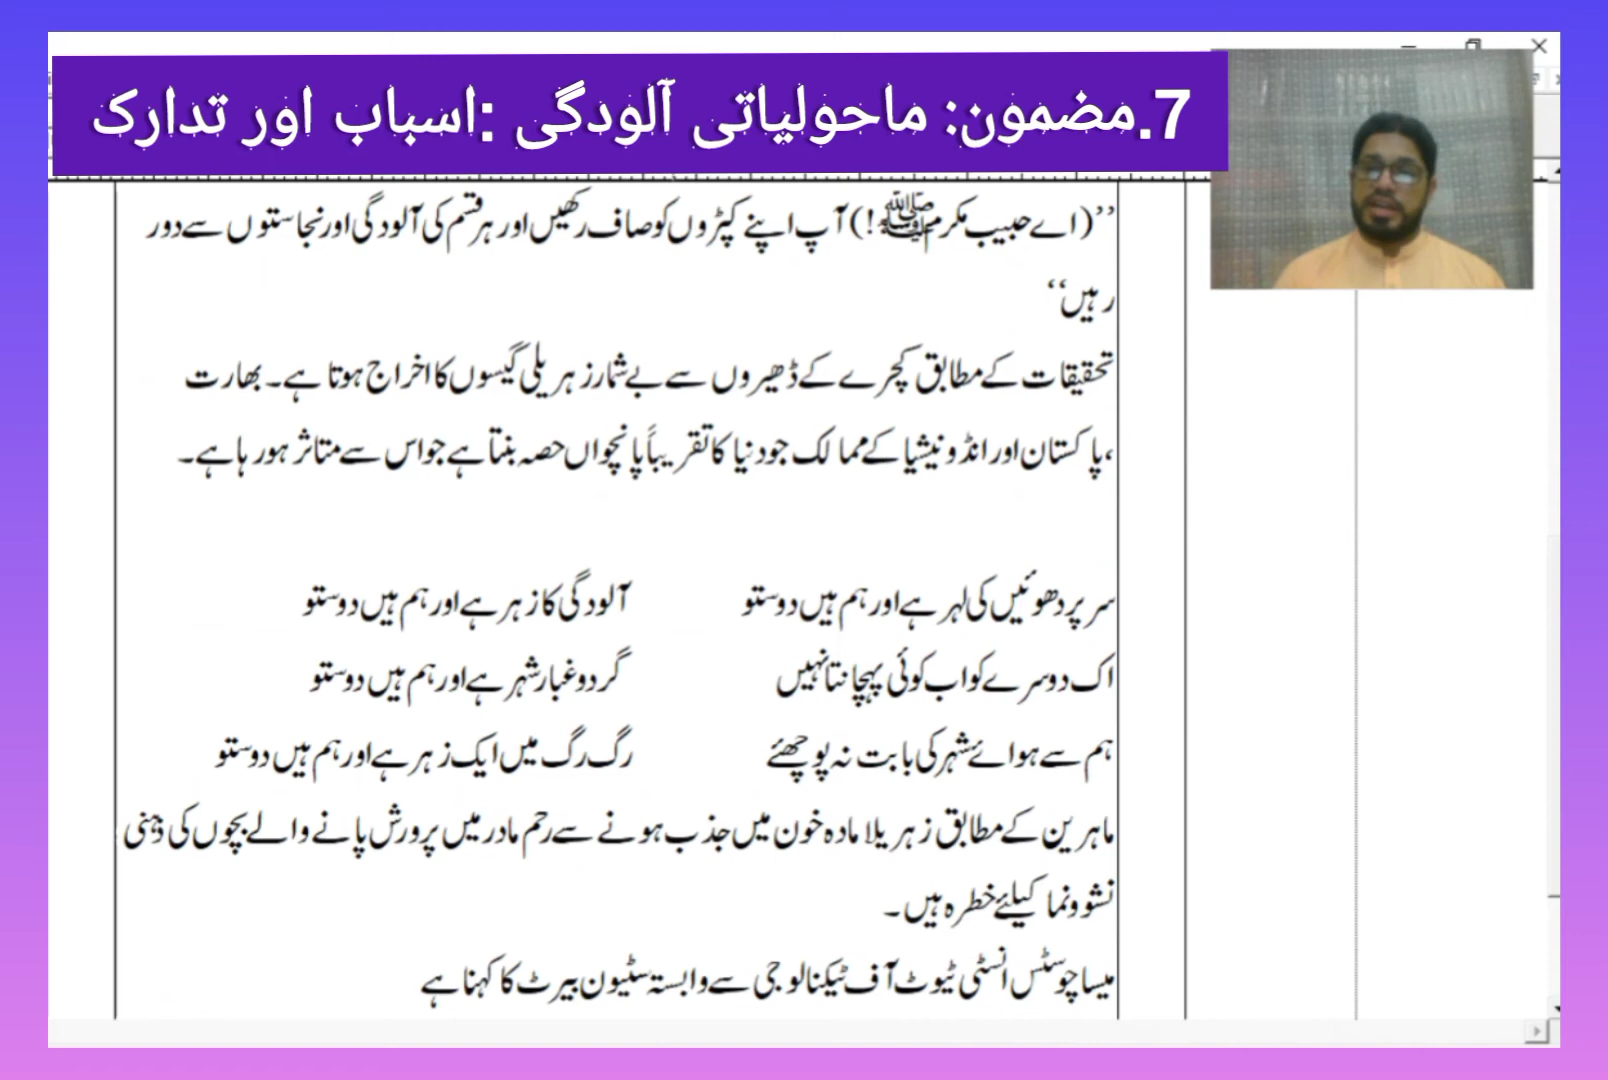 7.مضمون: ماحولیاتی آلودگی :اسباب اور تدارک
’’(اے حبیب مکرمﷺ!) آپ اپنے کپڑوں کو صاف رکھیں اور ہر قسم کی آلودگی اور نجاستوں سے دور
رہیں‘‘
تحقیقات کے مطابق کچرے کے ڈھیروں سے بے شمار زہریلی گیسوں کا اخراج ہوتا ہے۔ بھارت
،پاکستان اور انڈونیشیا کے ممالک جو دنیا کا تقریباً پانچواں حصہ بنتا ہے جو اس سے متاثر ہو رہا ہے۔
سر پر دھوئیں کی لہر ہے اور ہم ہیں دوستو آلودگی کا زہر ہے اور ہم ہیں دوستو
اک دوسرے کو اب کوئی پہچانتا نہیں گرد و غبار شہر ہے اور ہم ہیں دوستو
ہم سے ہوائے شہر کی بابت نہ پوچھئے رگ رگ میں ایک زہر ہے اور ہم ہیں دوستو
ماہرین کے مطابق زہریلا مادہ خون میں جذب ہونے سے رحم مادر میں پرورش پانے والے بچوں کی ذہنی
نشوونما کیلئے خطرہ ہیں۔
میساچوسٹس انسٹی ٹیوٹ آف ٹیکنالوجی سے وابستہ سٹیون بیرٹ کا کہنا ہے